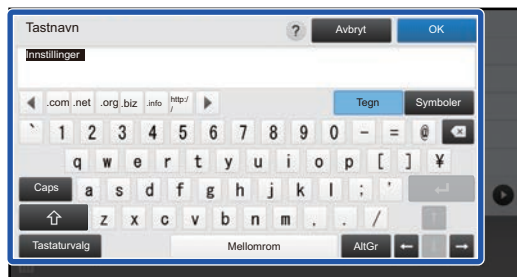 Tastnavn ? Avbryt OK
Innstillinger
.com .net .org .biz .info http:// Tegn Symboler
` 1 2 3 4 5 6 7 8 9 0 - = @
q w e r t y u i o p [ ] ¥
Caps a s d f g h j k l ; '
z x c v b n m , . /
Tastaturvalg Mellomrom AltGr